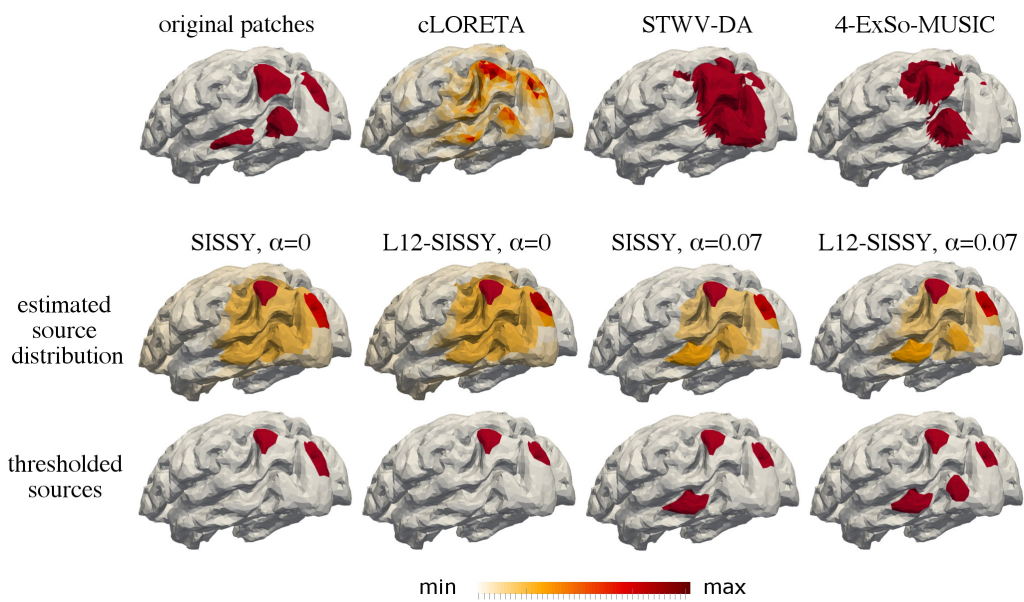 original patches
cLORETA
STWV-DA
4-ExSo-MUSIC
SISSY, α=0
L12-SISSY, α=0
SISSY, α=0.07
L12-SISSY, α=0.07
estimated
source
distribution
thresholded
sources
min
max